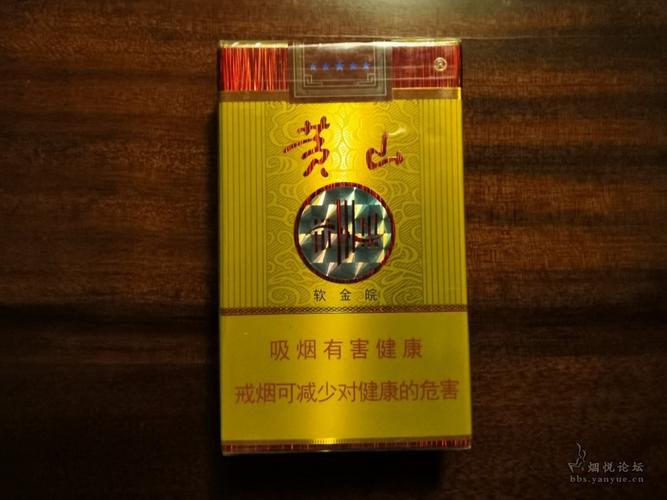 黄山
软金皖
吸烟有害健康
戒烟可减少对健康的危害
烟悦论坛
bbs.yanyue.cn